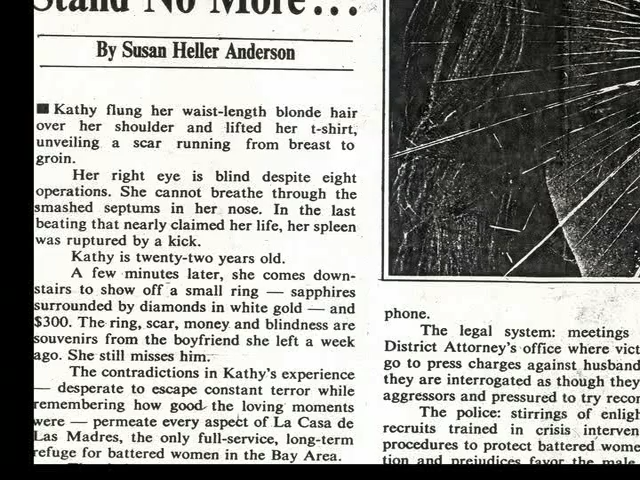 Stand No More...
By Susan Heller Anderson
Kathy flung her waist-length blonde hair
over her shoulder and lifted her t-shirt,
unveiling a scar running from breast to
groin.
Her right eye is blind despite eight
operations. She cannot breathe through the
smashed septums in her nose. In the last
beating that nearly claimed her life, her spleen
was ruptured by a kick.
Kathy is twenty-two years old.
A few minutes later, she comes down-
stairs to show off a small ring — sapphires
surrounded by diamonds in white gold — and
$300. The ring, scar, money and blindness are
souvenirs from the boyfriend she left a week
ago. She still misses him.
The contradictions in Kathy's experience
— desperate to escape constant terror while
remembering how good the loving moments
were — permeate every aspect of La Casa de
Las Madres, the only full-service, long-term
refuge for battered women in the Bay Area.
phone.
The legal system: meetings
District Attorney's office where vict
go to press charges against husband
they are interrogated as though they
aggressors and pressured to try recon
The police: stirrings of enligh
recruits trained in crisis interven
procedures to protect battered wome
tion and prejudices favor the male